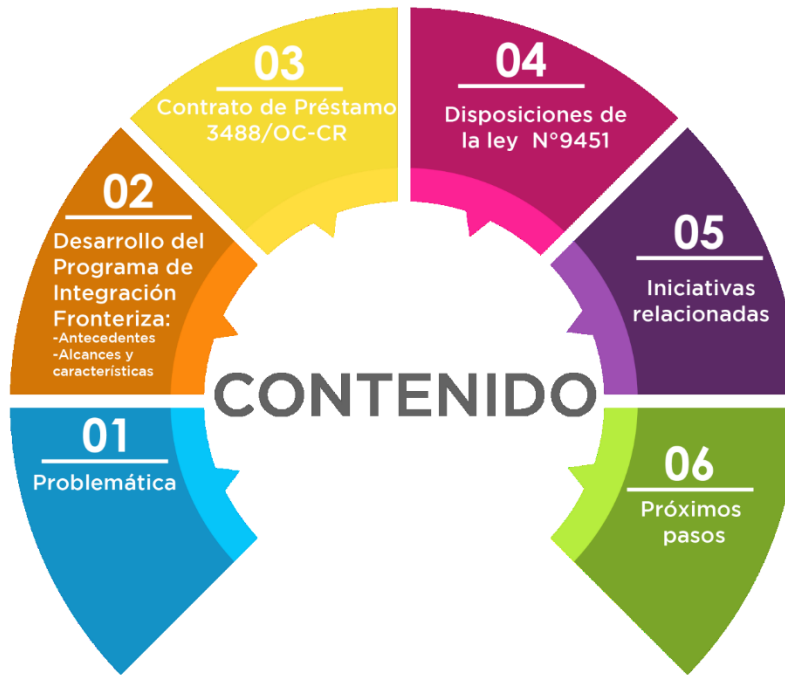 01
Problemática
02
Desarrollo del
Programa de
Integración
Fronteriza:
-Antecedentes
-Alcances y
características
03
Contrato de Préstamo
3488/OC-CR
04
Disposiciones de
la ley N°9451
05
Iniciativas
relacionadas
06
Próximos
pasos
CONTENIDO